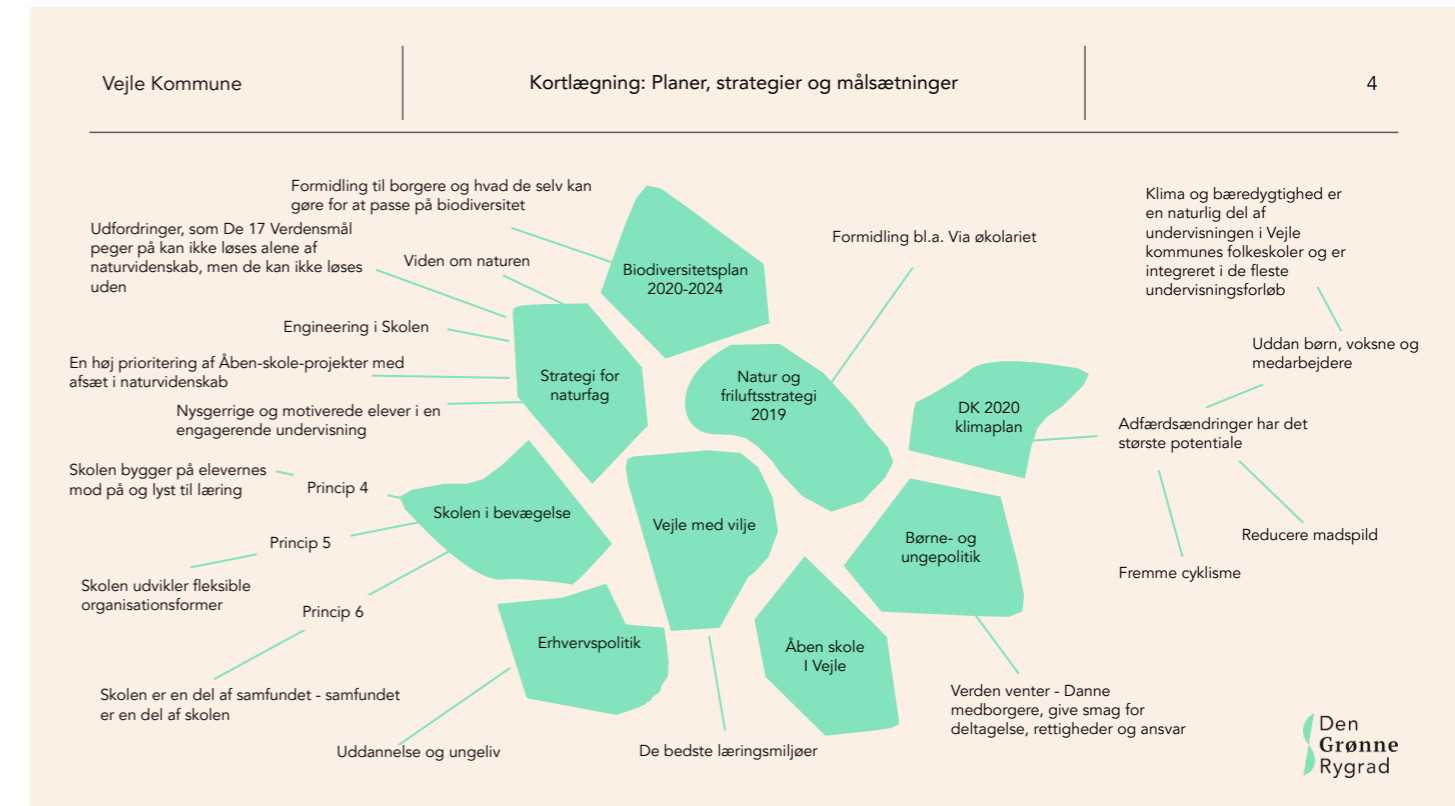 Vejle Kommune
Kortlægning: Planer, strategier og målsætninger
4
Formidling til borgere og hvad de selv kan
gøre for at passe på biodiversitet
Udfordringer, som De 17 Verdensmål
peger på kan ikke løses alene af
naturvidenskab, men de kan ikke løses
uden
Viden om naturen
Engineering i Skolen
En høj prioritering af Åben-skole-projekter med
afsæt i naturvidenskab
Nysgerrige og motiverede elever i en
engagerende undervisning
Skolen bygger på elevernes
mod på og lyst til læring
Princip 4
Princip 5
Skolen udvikler fleksible
organisationsformer
Princip 6
Skolen er en del af samfundet - samfundet
er en del af skolen
Uddannelse og ungeliv
Biodiversitetsplan
2020-2024
Strategi for
naturfag
Natur og
friluftsstrategi
2019
DK 2020
klimaplan
Skolen i bevægelse
Vejle med vilje
Børne- og
ungepolitik
Erhvervspolitik
Åben skole
I Vejle
De bedste læringsmiljøer
Formidling bl.a. Via økolariet
Klima og bæredygtighed er
en naturlig del af
undervisningen i Vejle
kommunes folkeskoler og er
integreret i de fleste
undervisningsforløb
Uddan børn, voksne og
medarbejdere
Adfærdsændringer har det
største potentiale
Reducere madspild
Fremme cyklisme
Verden venter - Danne
medborgere, give smag for
deltagelse, rettigheder og ansvar
Den
Grønne
Rygrad